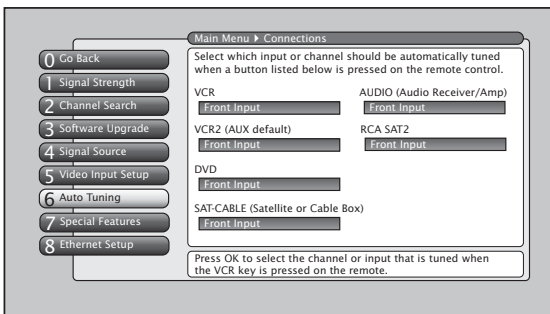 Main Menu ▶ Connections
0 Go Back
1 Signal Strength
2 Channel Search
3 Software Upgrade
4 Signal Source
5 Video Input Setup
6 Auto Tuning
7 Special Features
8 Ethernet Setup
Select which input or channel should be automatically tuned
when a button listed below is pressed on the remote control.
VCR
Front Input
VCR2 (AUX default)
Front Input
DVD
Front Input
SAT-CABLE (Satellite or Cable Box)
Front Input
AUDIO (Audio Receiver/Amp)
Front Input
RCA SAT2
Front Input
Press OK to select the channel or input that is tuned when
the VCR key is pressed on the remote.